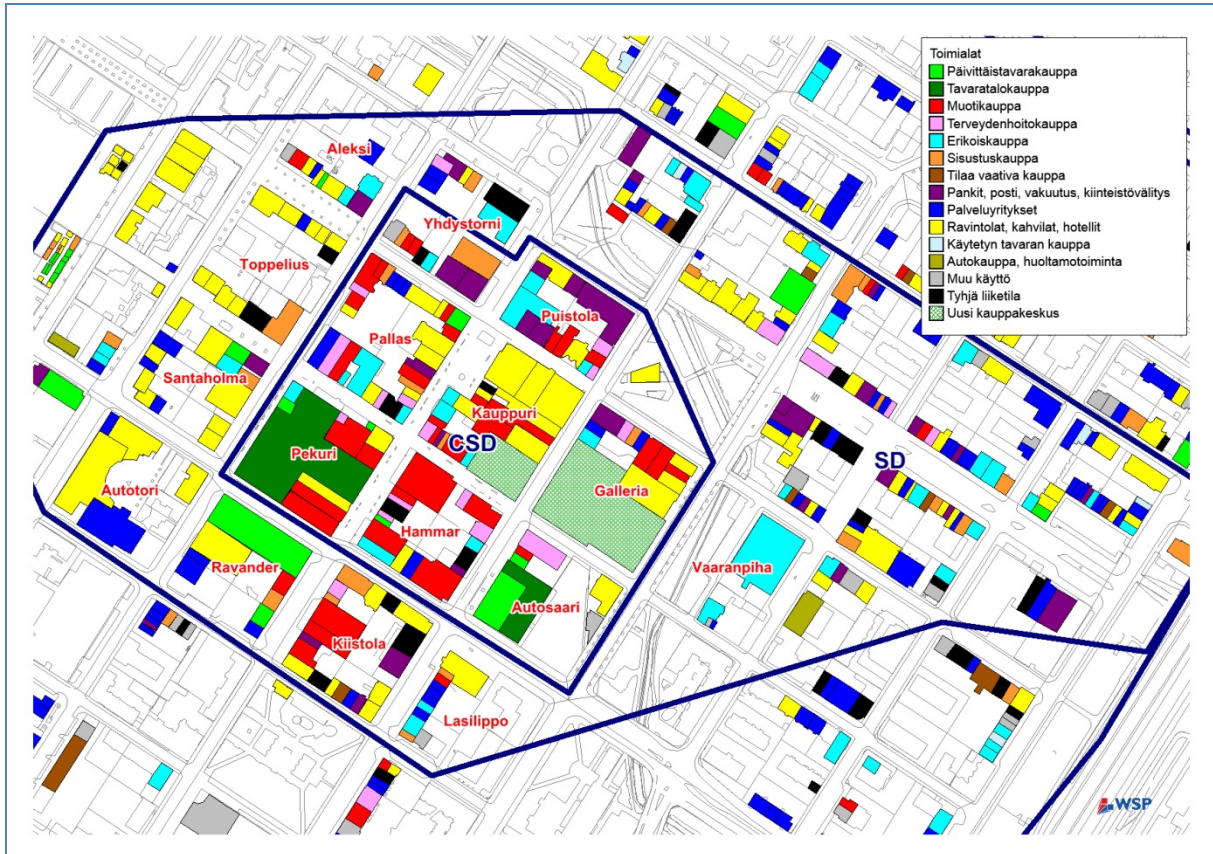 Toimialat
Päivittäistavarakauppa
Tavaratalokauppa
Muotikauppa
Terveydenhoitokauppa
Erikoiskauppa
Sisustuskauppa
Tilaa vaativa kauppa
Pankit, posti, vakuutus, kiinteistövälitys
Palveluyritykset
Ravintolat, kahvilat, hotellit
Käytetyn tavaran kauppa
Autokauppa, huoltamotoiminta
Muu käyttö
Tyhjä liiketila
Uusi kauppakeskus
Aleksi
Yhdystorni
Toppelius
Puistola
Pallas
Santaholma
Kauppuri
CSD
Pekuri
SD
Autotori
Galleria
Hammar
Ravander
Vaaranpiha
Autosaari
Kiistola
Lasilippo
WSP